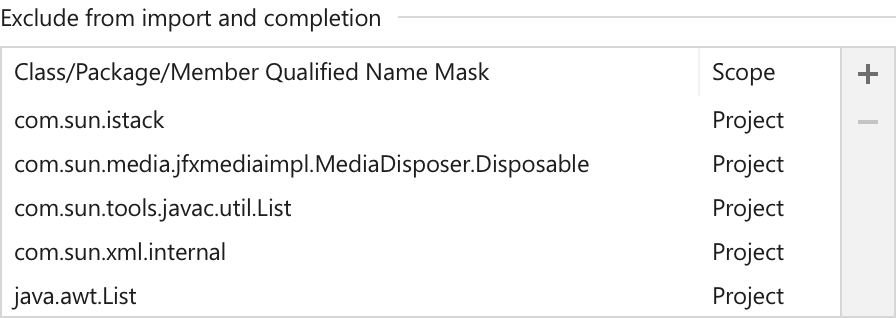 Exclude from import and completion
Class/Package/Member Qualified Name Mask Scope
com.sun.istack Project
com.sun.media.jfxmediaimpl.MediaDisposer.Disposable Project
com.sun.tools.javac.util.List Project
com.sun.xml.internal Project
java.awt.List Project